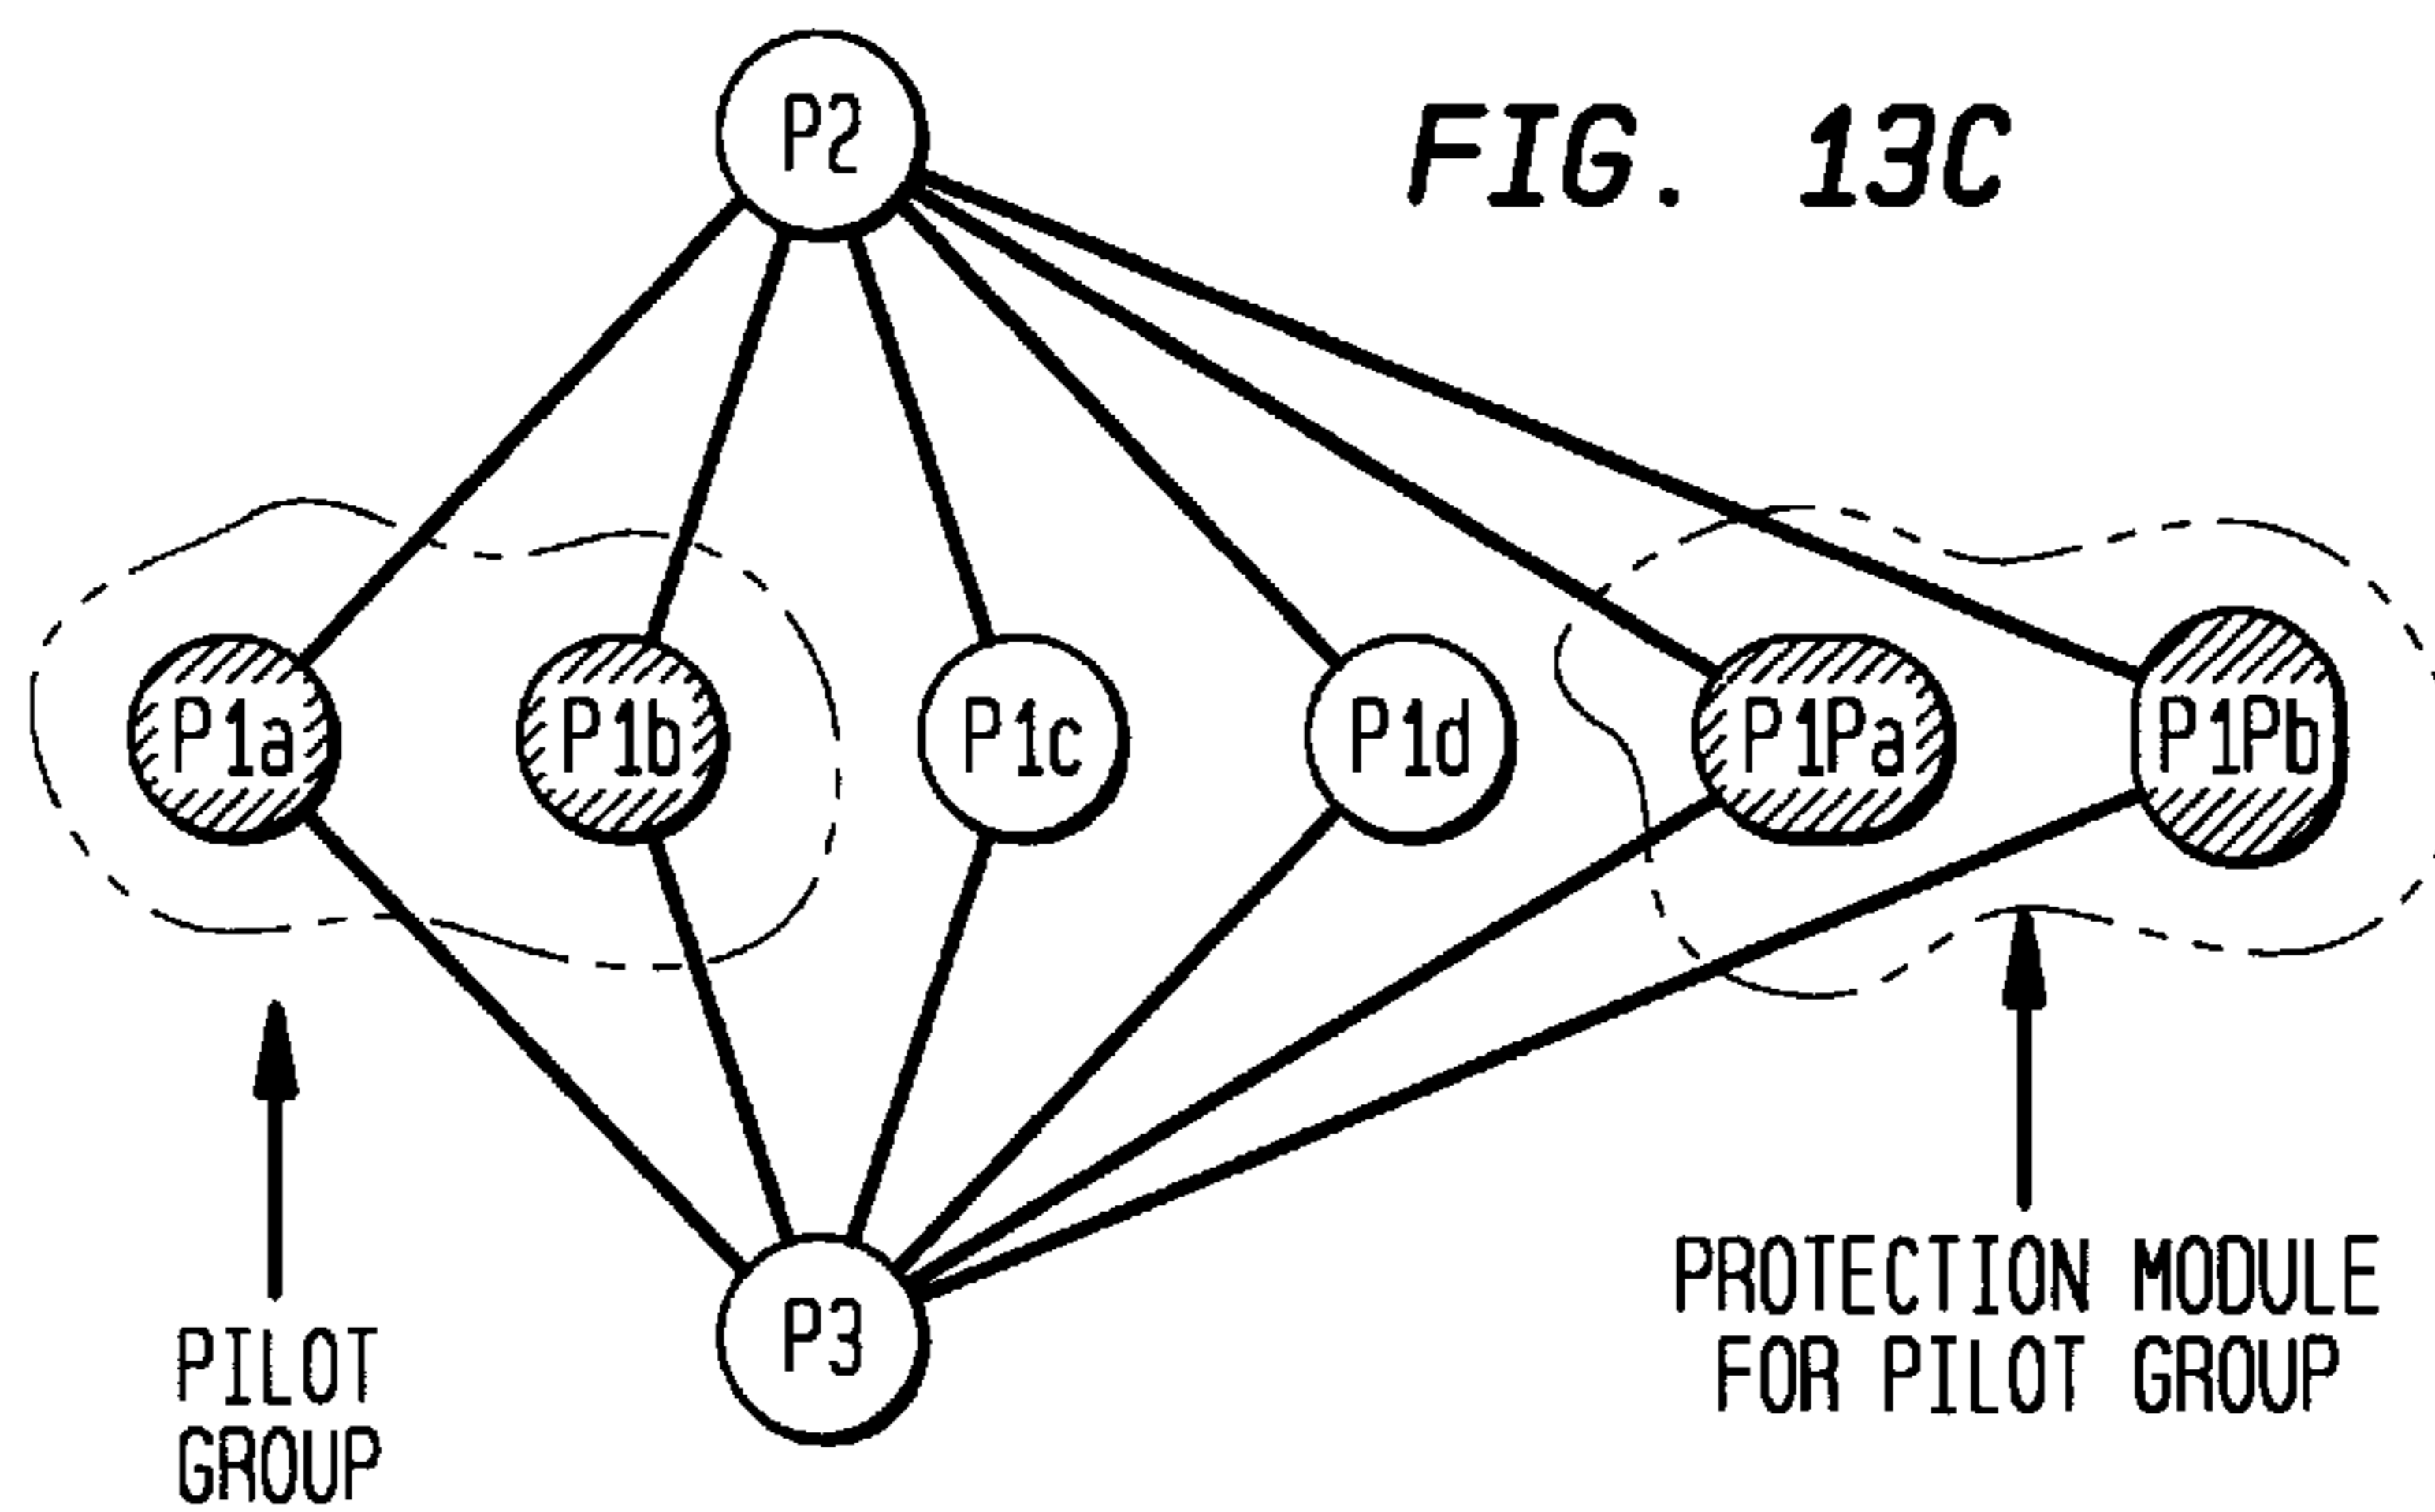 P2
FIG. 13C
P1a
P1b
P1c
P1d
P1Pa
P1Pb
P3
PILOT
GROUP
PROTECTION MODULE
FOR PILOT GROUP